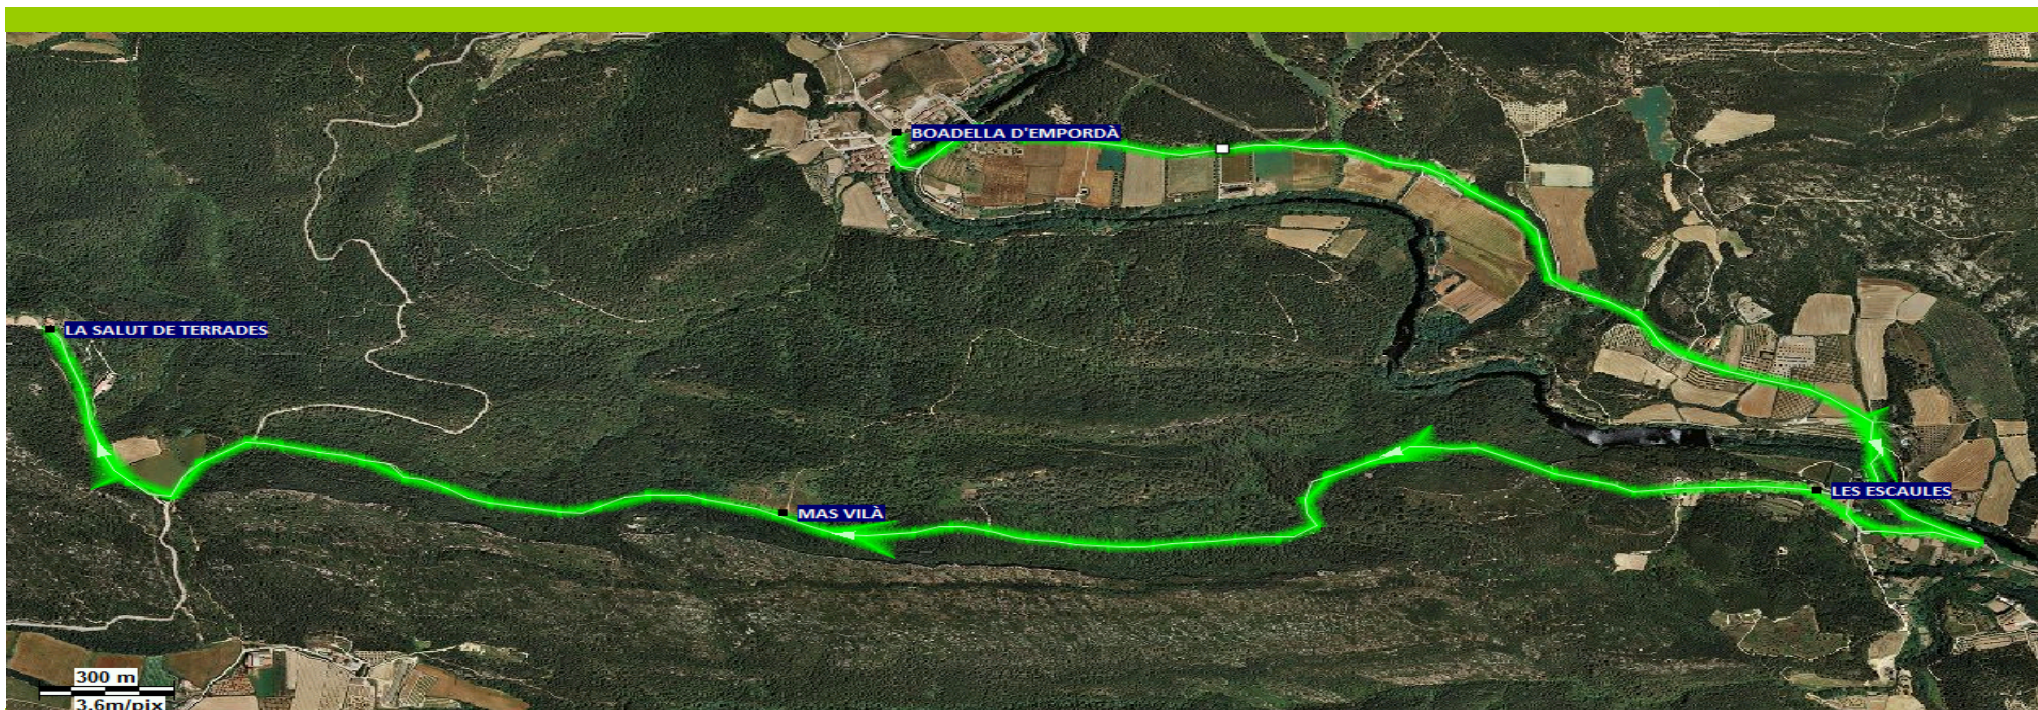 BOADELLA D'EMPORDÀ
LA SALUT DE TERRADES
LES ESCAULES
MAS VILÀ
300 m
3.6m/pix